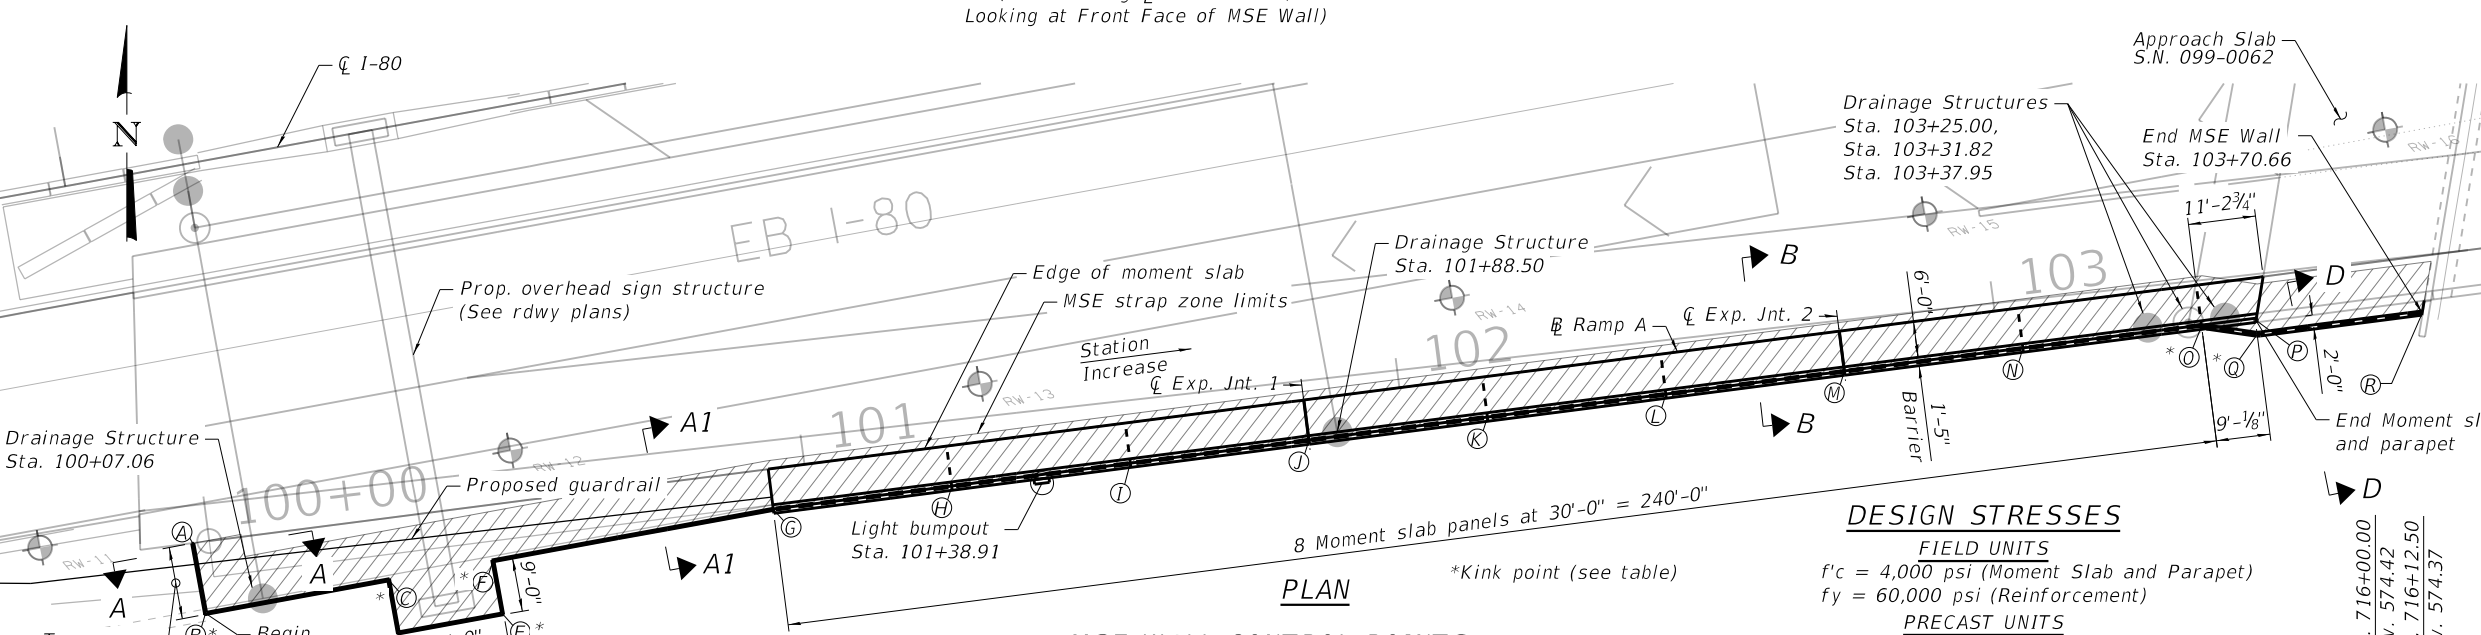 Looking at Front Face of MSE Wall)
℄ I-80
N
Approach Slab
S.N. 099-0062
Drainage Structures
Sta. 103+25.00,
Sta. 103+31.82
Sta. 103+37.95
End MSE Wall
Sta. 103+70.66
RW-16
11'-2¾"
RW-15
EB I-80
Drainage Structure
Sta. 101+88.50
B
103
D
Edge of moment slab
MSE strap zone limits
Prop. overhead sign structure
(See rdwy plans)
6'-0"
RW-14
℄ Exp. Jnt. 2
Ramp A
Station
Increase
102
℄ Exp. Jnt. 1
RW-13
*O
*Q
P
2'-0"
R
N
M
L
K
J
I
H
G
B
1'-5"
Barrier
9'-⅛"
End Moment sl
and parapet
A1
101
Drainage Structure
Sta. 100+07.06
RW-12
100+00
Proposed guardrail
Light bumpout
Sta. 101+38.91
A1
8 Moment slab panels at 30'-0" = 240'-0"
D
DESIGN STRESSES
FIELD UNITS
f'c = 4,000 psi (Moment Slab and Parapet)
fy = 60,000 psi (Reinforcement)
PRECAST UNITS
PLAN
*Kink point (see table)
A
RW-11
A
A
*C
*F
9'-0"
E*
B*
Begin
716+00.00
574.42
716+12.50
574.37